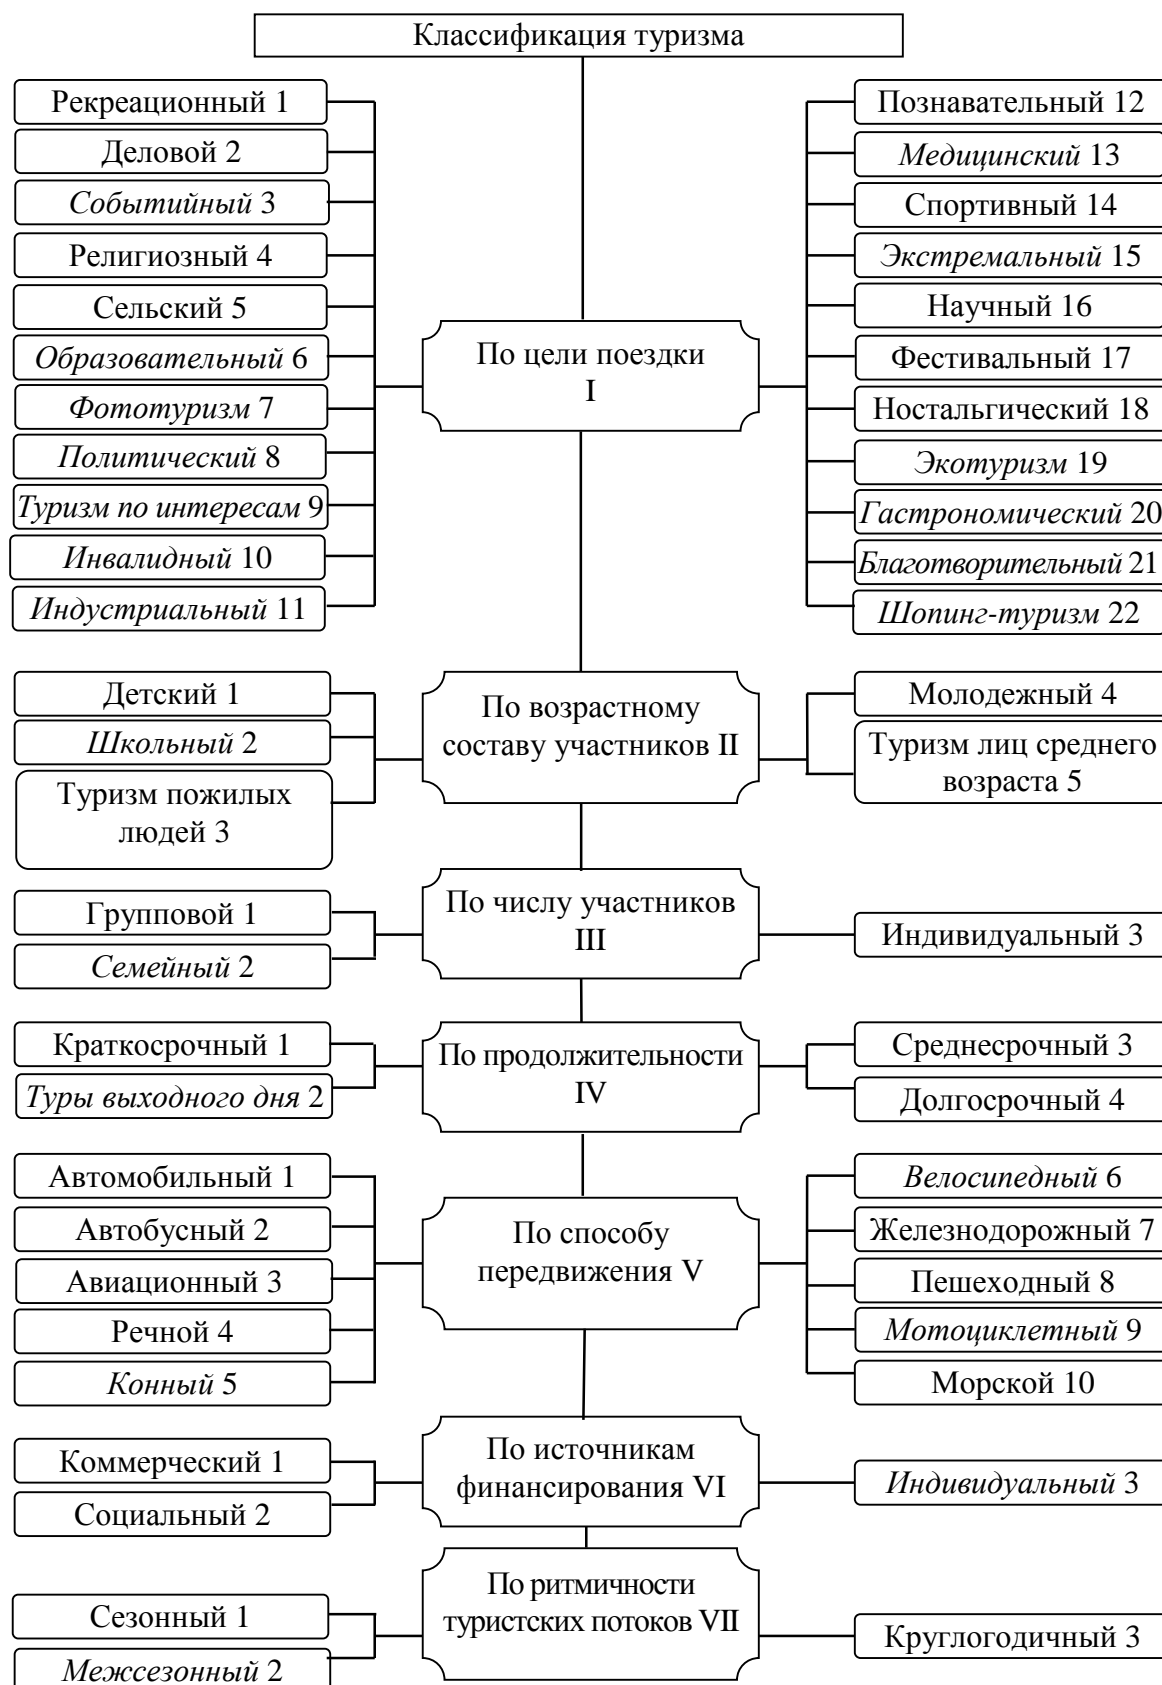 Классификация туризма
Рекреационный 1
Деловой 2
Событийный 3
Религиозный 4
Сельский 5
Образовательный 6
Фототуризм 7
Политический 8
Туризм по интересам 9
Инвалидный 10
Индустриальный 11
По цели поездки
I
Познавательный 12
Медицинский 13
Спортивный 14
Экстремальный 15
Научный 16
Фестивальный 17
Ностальгический 18
Экотуризм 19
Гастрономический 20
Благотворительный 21
Шопинг-туризм 22
Детский 1
Школьный 2
Туризм пожилых
людей 3
По возрастному
составу участников II
Молодежный 4
Туризм лиц среднего
возраста 5
Групповой 1
Семейный 2
По числу участников
III
Индивидуальный 3
Краткосрочный 1
Туры выходного дня 2
По продолжительности
IV
Среднесрочный 3
Долгосрочный 4
Автомобильный 1
Автобусный 2
Авиационный 3
Речной 4
Конный 5
По способу
передвижения V
Велосипедный 6
Железнодорожный 7
Пешеходный 8
Мотоциклетный 9
Морской 10
Коммерческий 1
Социальный 2
По источникам
финансирования VI
Индивидуальный 3
Сезонный 1
Межсезонный 2
По ритмичности
туристских потоков VII
Круглогодичный 3